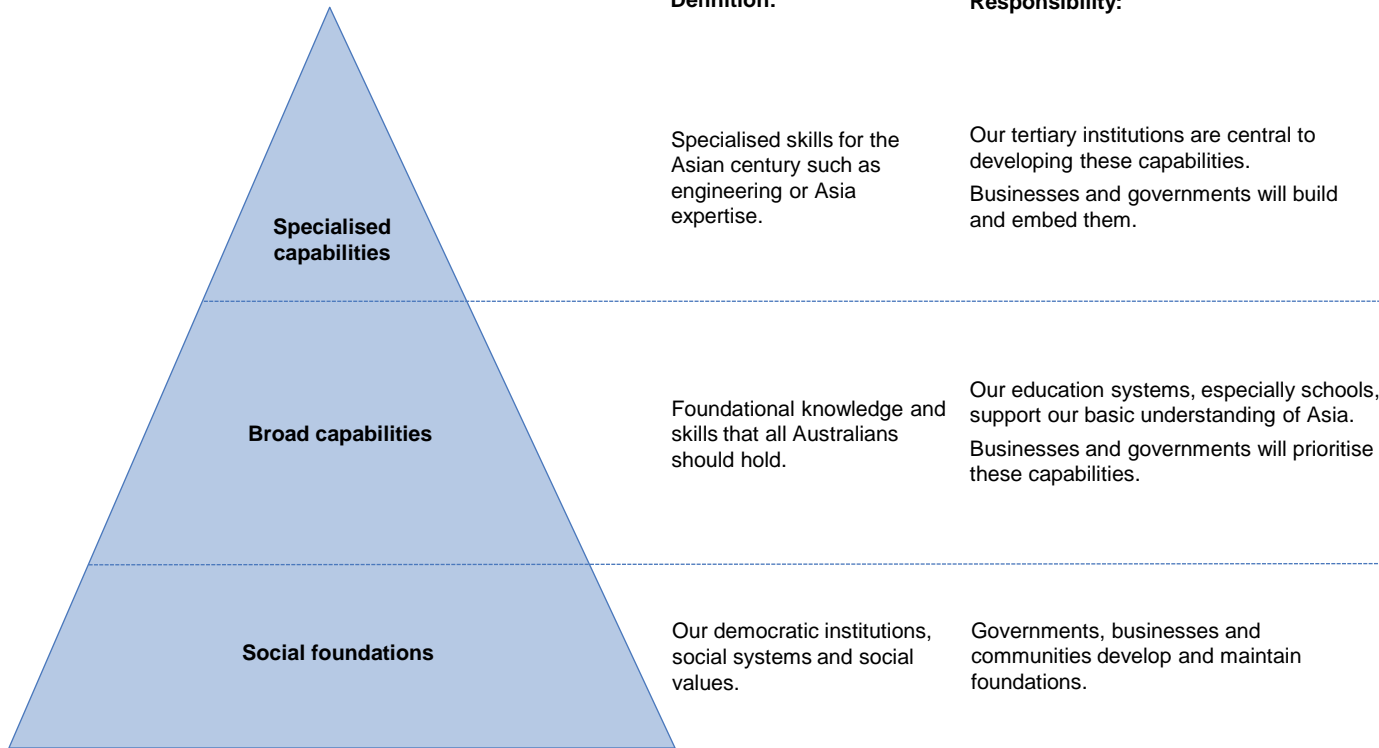 Definition:
Responsibility:
Specialised skills for the
Asian century such as
engineering or Asia
expertise.
Our tertiary institutions are central to
developing these capabilities.
Businesses and governments will build
and embed them.
Specialised
capabilities
Broad capabilities
Foundational knowledge and
skills that all Australians
should hold.
Our education systems, especially schools,
support our basic understanding of Asia.
Businesses and governments will prioritise
these capabilities.
Social foundations
Our democratic institutions,
social systems and social
values.
Governments, businesses and
communities develop and maintain
foundations.